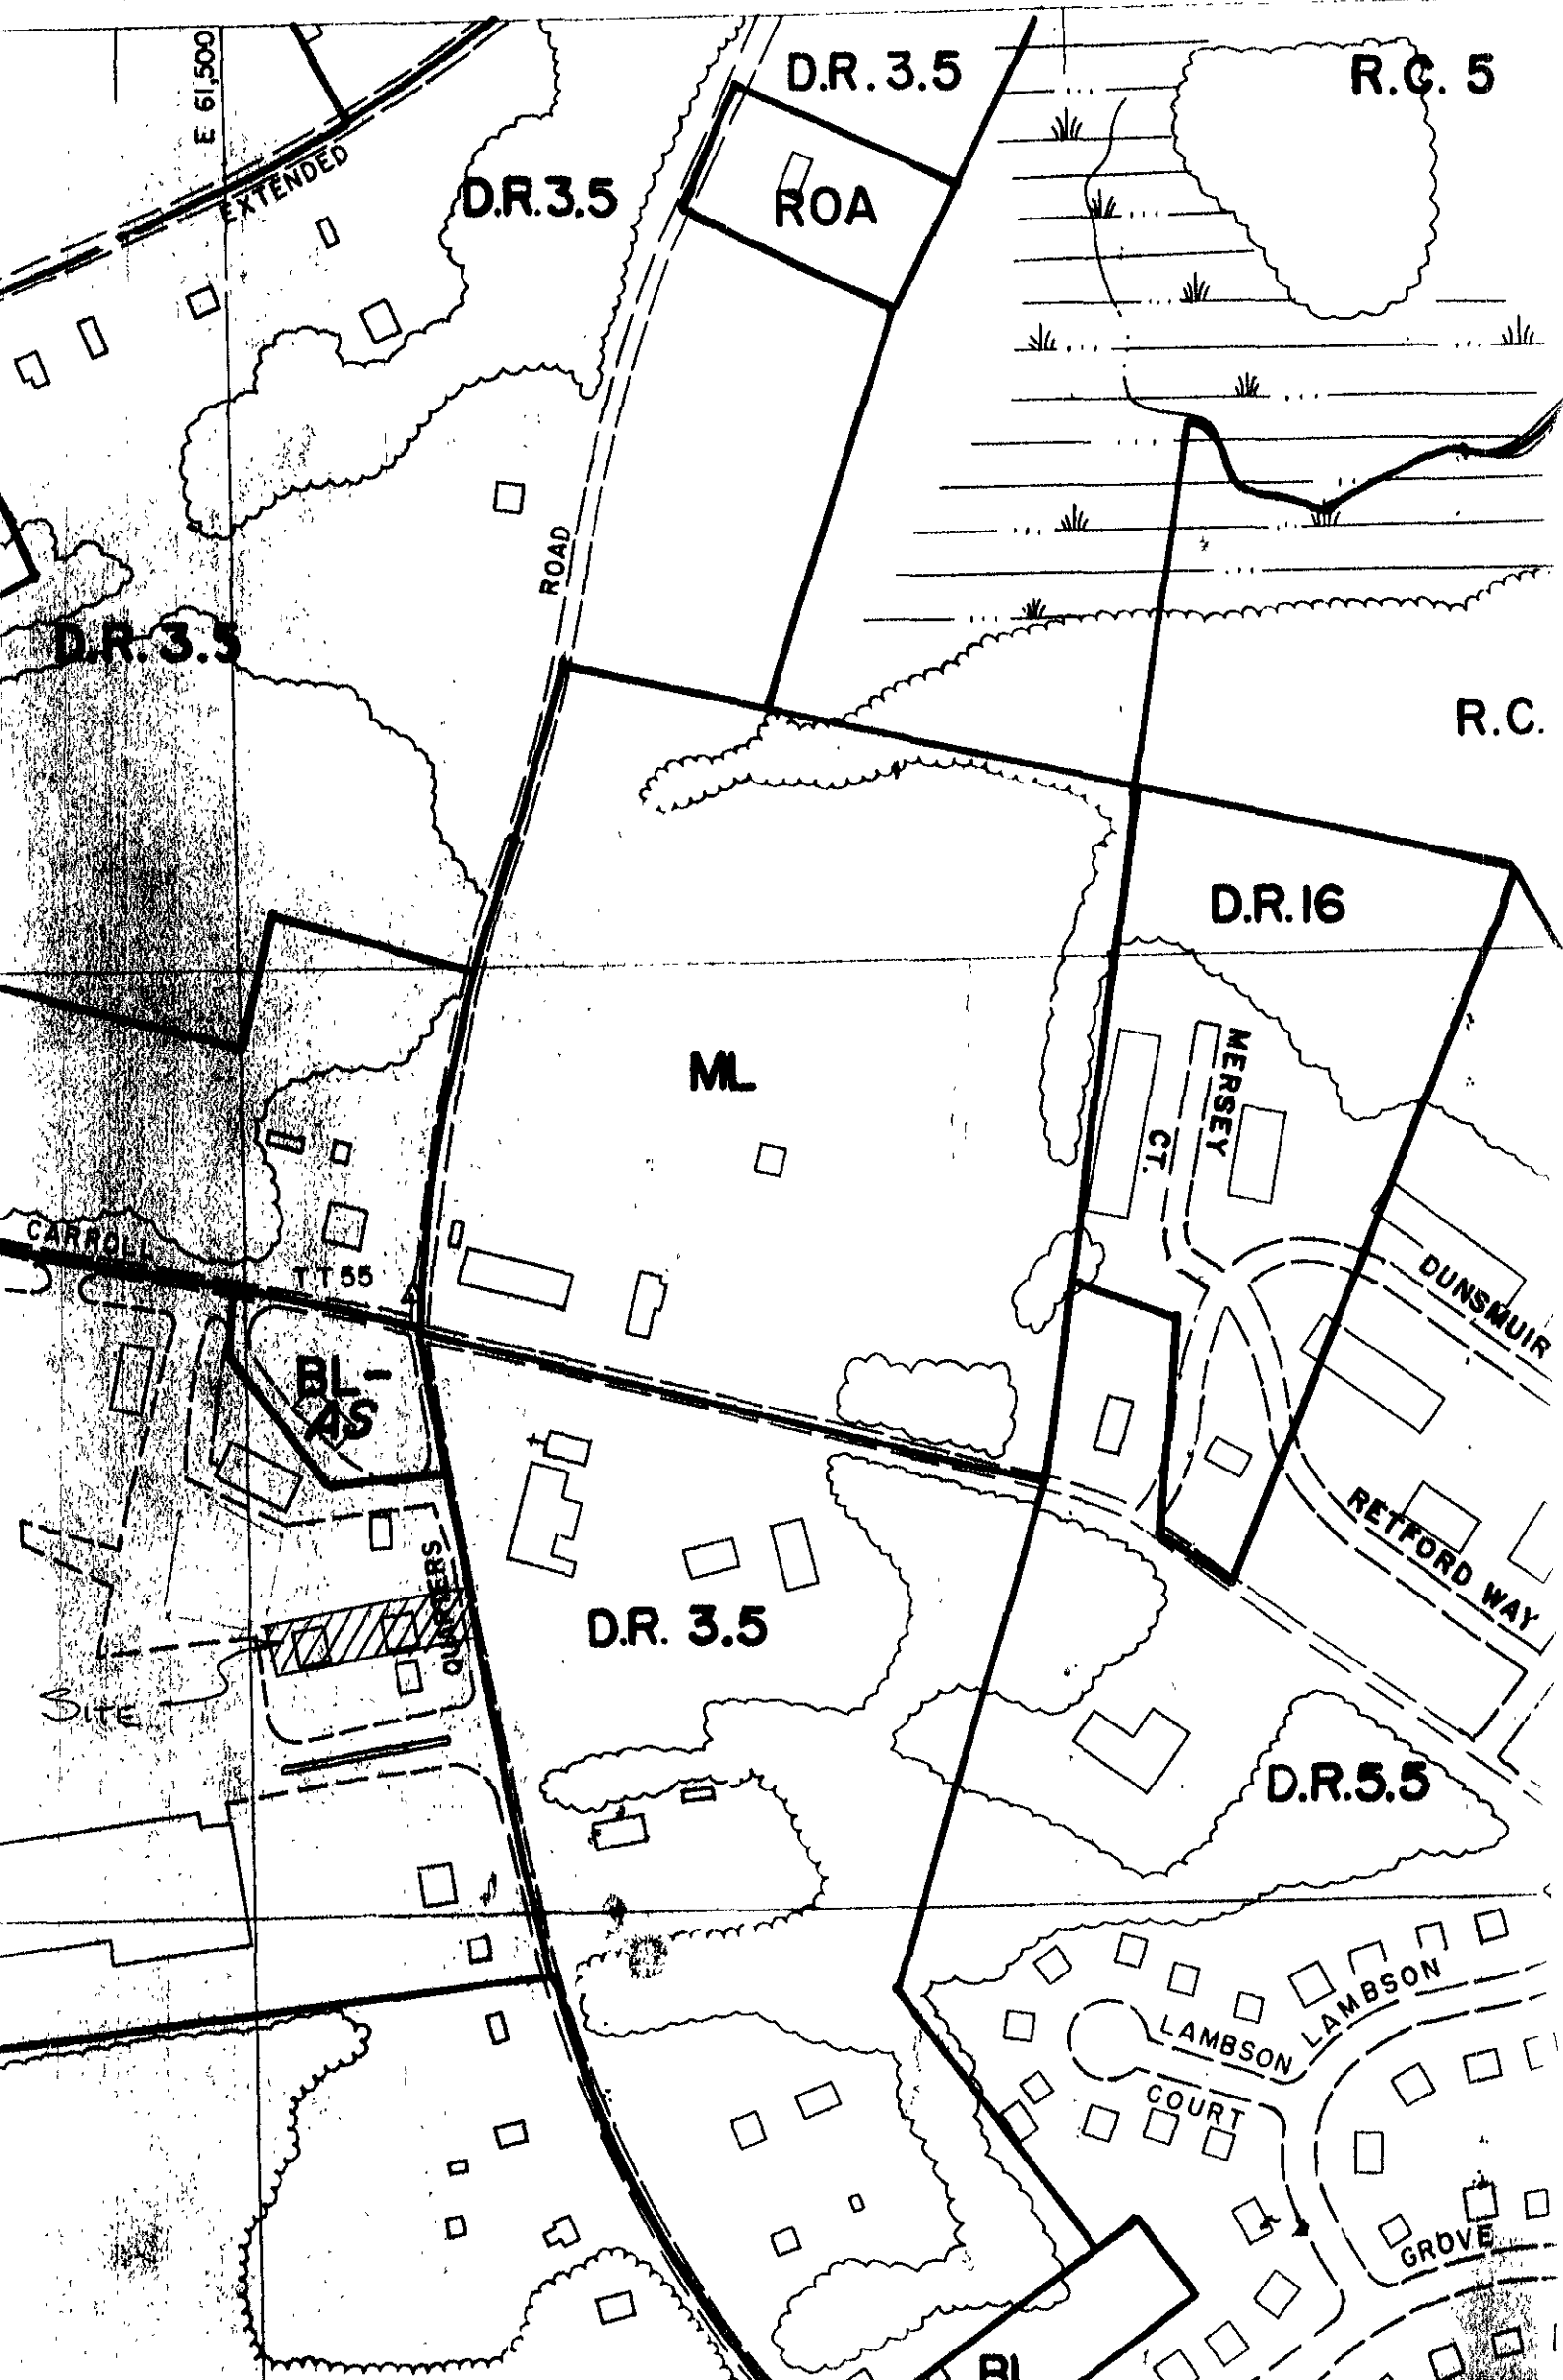 D.R. 3.5
R.C. 5
E 61,500
EXTENDED
D.R. 3.5
ROA
ROAD
D.R. 3.5
R.C.
D.R. 16
ML
MERSEY
CT.
CARROLL
TT 55
DUNSMUIR
BL-
AS
RETFORD WAY
QUARTERS
D.R. 3.5
SITE
D.R. 5.5
LAMBSON
LAMBSON
COURT
GROVE
BL